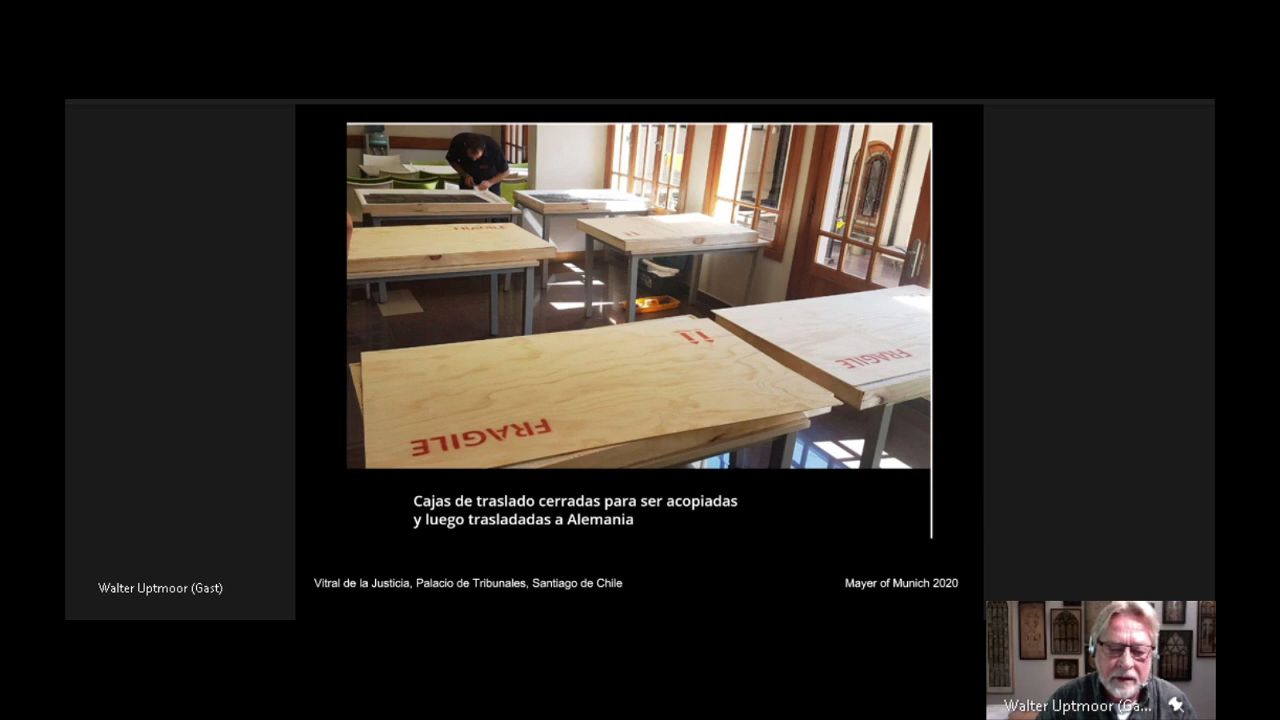 FRAGILE
FRAGILE
FRAGILE
Cajas de traslado cerradas para ser acopiadas
y luego trasladadas a Alemania
Vitral de la Justicia, Palacio de Tribunales, Santiago de Chile
Mayer of Munich 2020
Walter Uptmoor (Gast)
Walter Uptmoor (Ga...